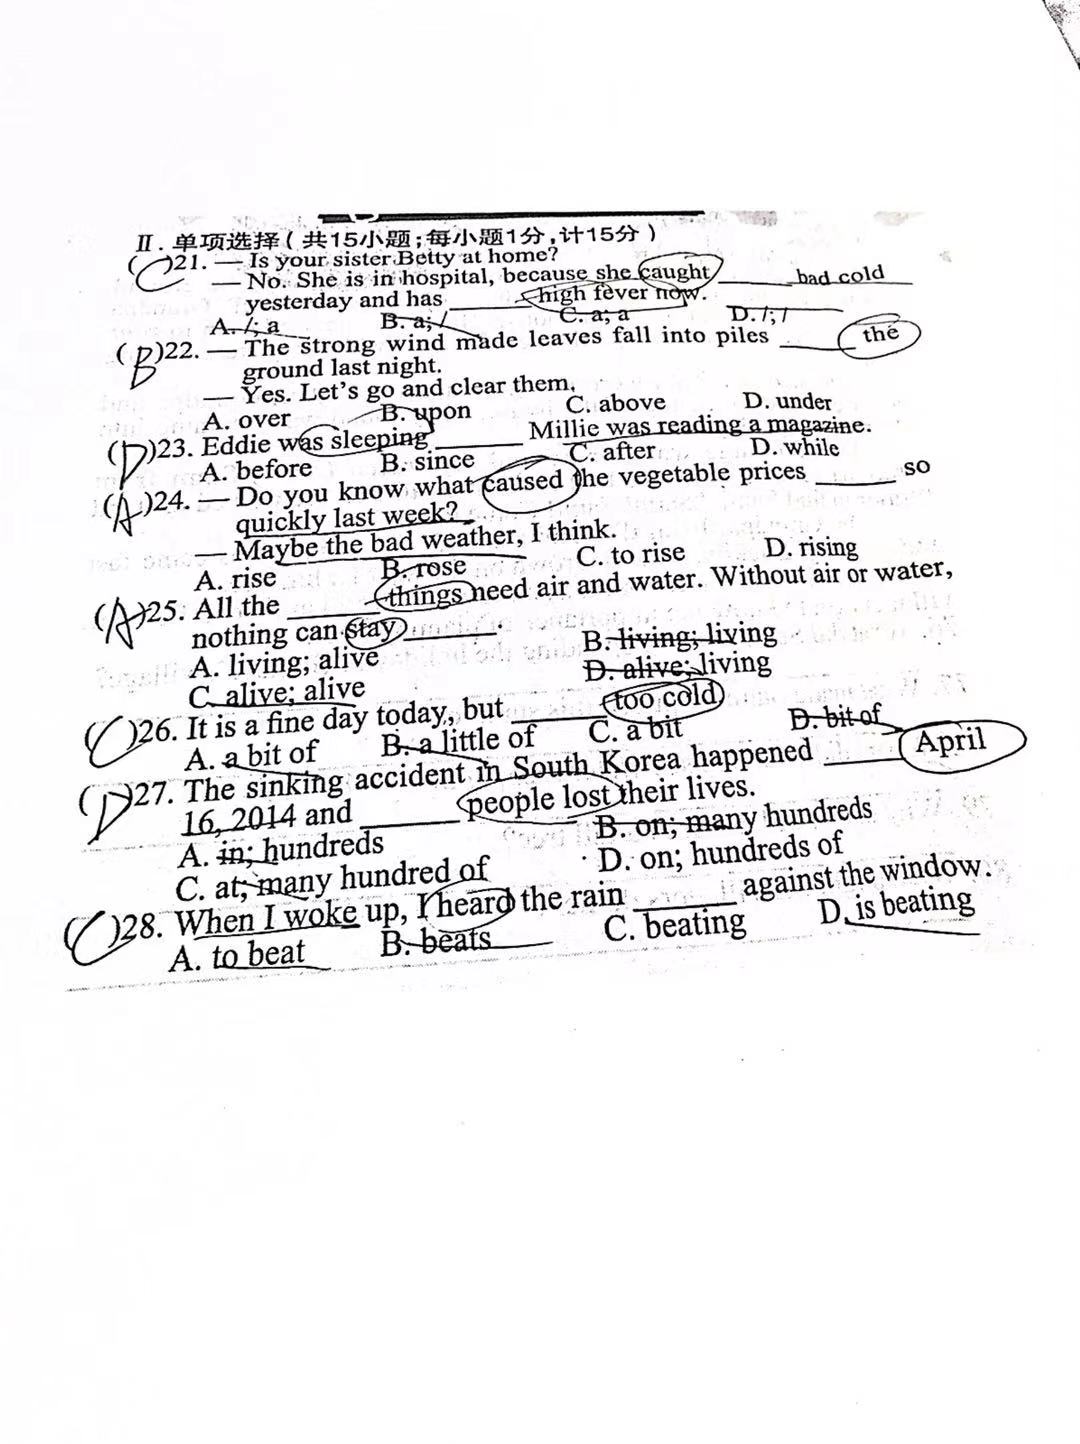 II. 单项选择(共15小题;每小题1分,计15分)
(C)21. — Is your sister Betty at home?
— No. She is in hospital, because she caught ______ bad cold
yesterday and has ______ high fever now.
A. /; a B. a; / C. a; a D. /; /
(B)22. — The strong wind made leaves fall into piles ______ the
ground last night.
— Yes. Let's go and clear them.
A. over B. upon C. above D. under
(D)23. Eddie was sleeping ______ Millie was reading a magazine.
A. before B. since C. after D. while
(A)24. — Do you know what caused the vegetable prices ______ so
quickly last week?
— Maybe the bad weather, I think.
A. rise B. rose C. to rise D. rising
(A)25. All the ______ things need air and water. Without air or water,
nothing can stay ______.
A. living; alive B. living; living
C. alive; alive D. alive; living
(C)26. It is a fine day today, but ______ too cold.
A. a bit of B. a little of C. a bit D. bit of
(D)27. The sinking accident in South Korea happened ______ April
16, 2014 and ______ people lost their lives.
A. in; hundreds B. on; many hundreds
C. at; many hundred of D. on; hundreds of
(C)28. When I woke up, I heard the rain ______ against the window.
A. to beat B. beats C. beating D. is beating